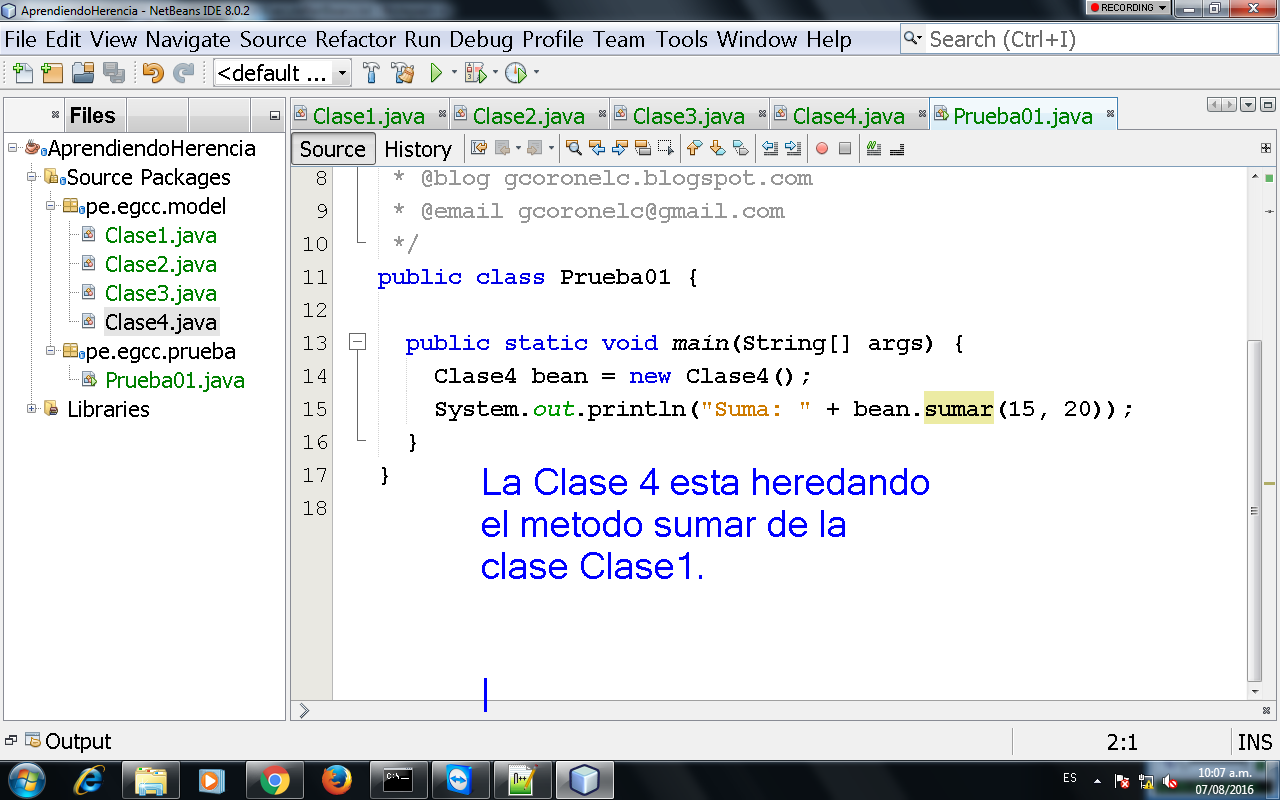 AprendiendoHerencia - NetBeans IDE 8.0.2
RECORDING
File Edit View Navigate Source Refactor Run Debug Profile Team Tools Window Help
Search (Ctrl+I)
<default ...
Files
Clase1.java
Clase2.java
Clase3.java
Clase4.java
Prueba01.java
AprendiendoHerencia
Source Packages
pe.egcc.model
Clase1.java
Clase2.java
Clase3.java
Clase4.java
pe.egcc.prueba
Prueba01.java
Libraries
Source History
8 * @blog gcoronelc.blogspot.com
9 * @email gcoronelc@gmail.com
10 */
11 public class Prueba01 {
12
13 public static void main(String[] args) {
14 Clase4 bean = new Clase4();
15 System.out.println("Suma: " + bean.sumar(15, 20));
16 }
17 }
18
La Clase 4 esta heredando
el metodo sumar de la
clase Clase1.
Output
2:1
INS
ES
10:07 a.m.
07/08/2016